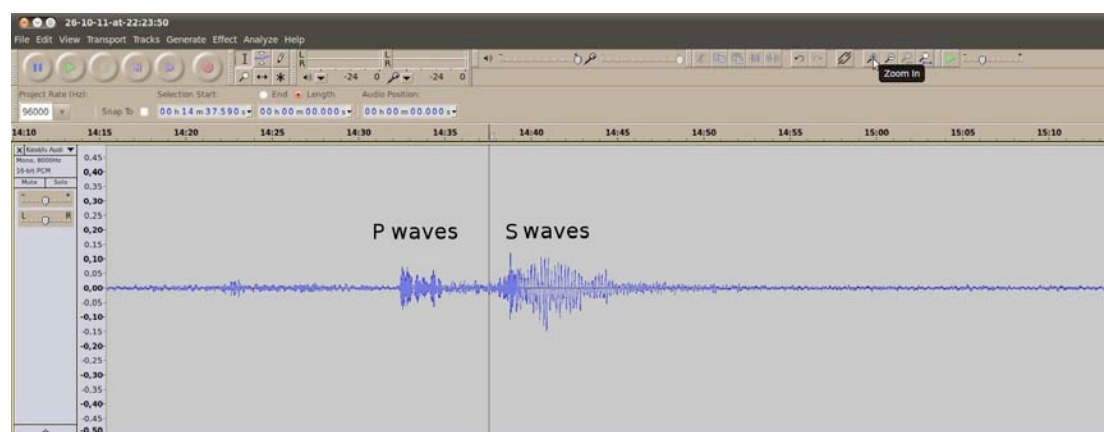 26-10-11-at-22:23:50
File Edit View Transport Tracks Generate Effect Analyze Help
L R L R
-24 0 -24 0
Zoom In
Project Rate (Hz): Selection Start: End Length Audio Position:
96000 Snap To 00 h 14 m 37.590 s 00 h 00 m 00.000 s 00 h 00 m 00.000 s
14:10 14:15 14:20 14:25 14:30 14:35 14:40 14:45 14:50 14:55 15:00 15:05 15:10
Mono, 8000Hz
16-bit PCM
Mute Solo
- +
L R
0,45
0,40
0,35
0,30
0,25
0,20
0,15
0,10
0,05
0,00
-0,05
-0,10
-0,15
-0,20
-0,25
-0,30
-0,35
-0,40
-0,45
-0,50
P waves S waves